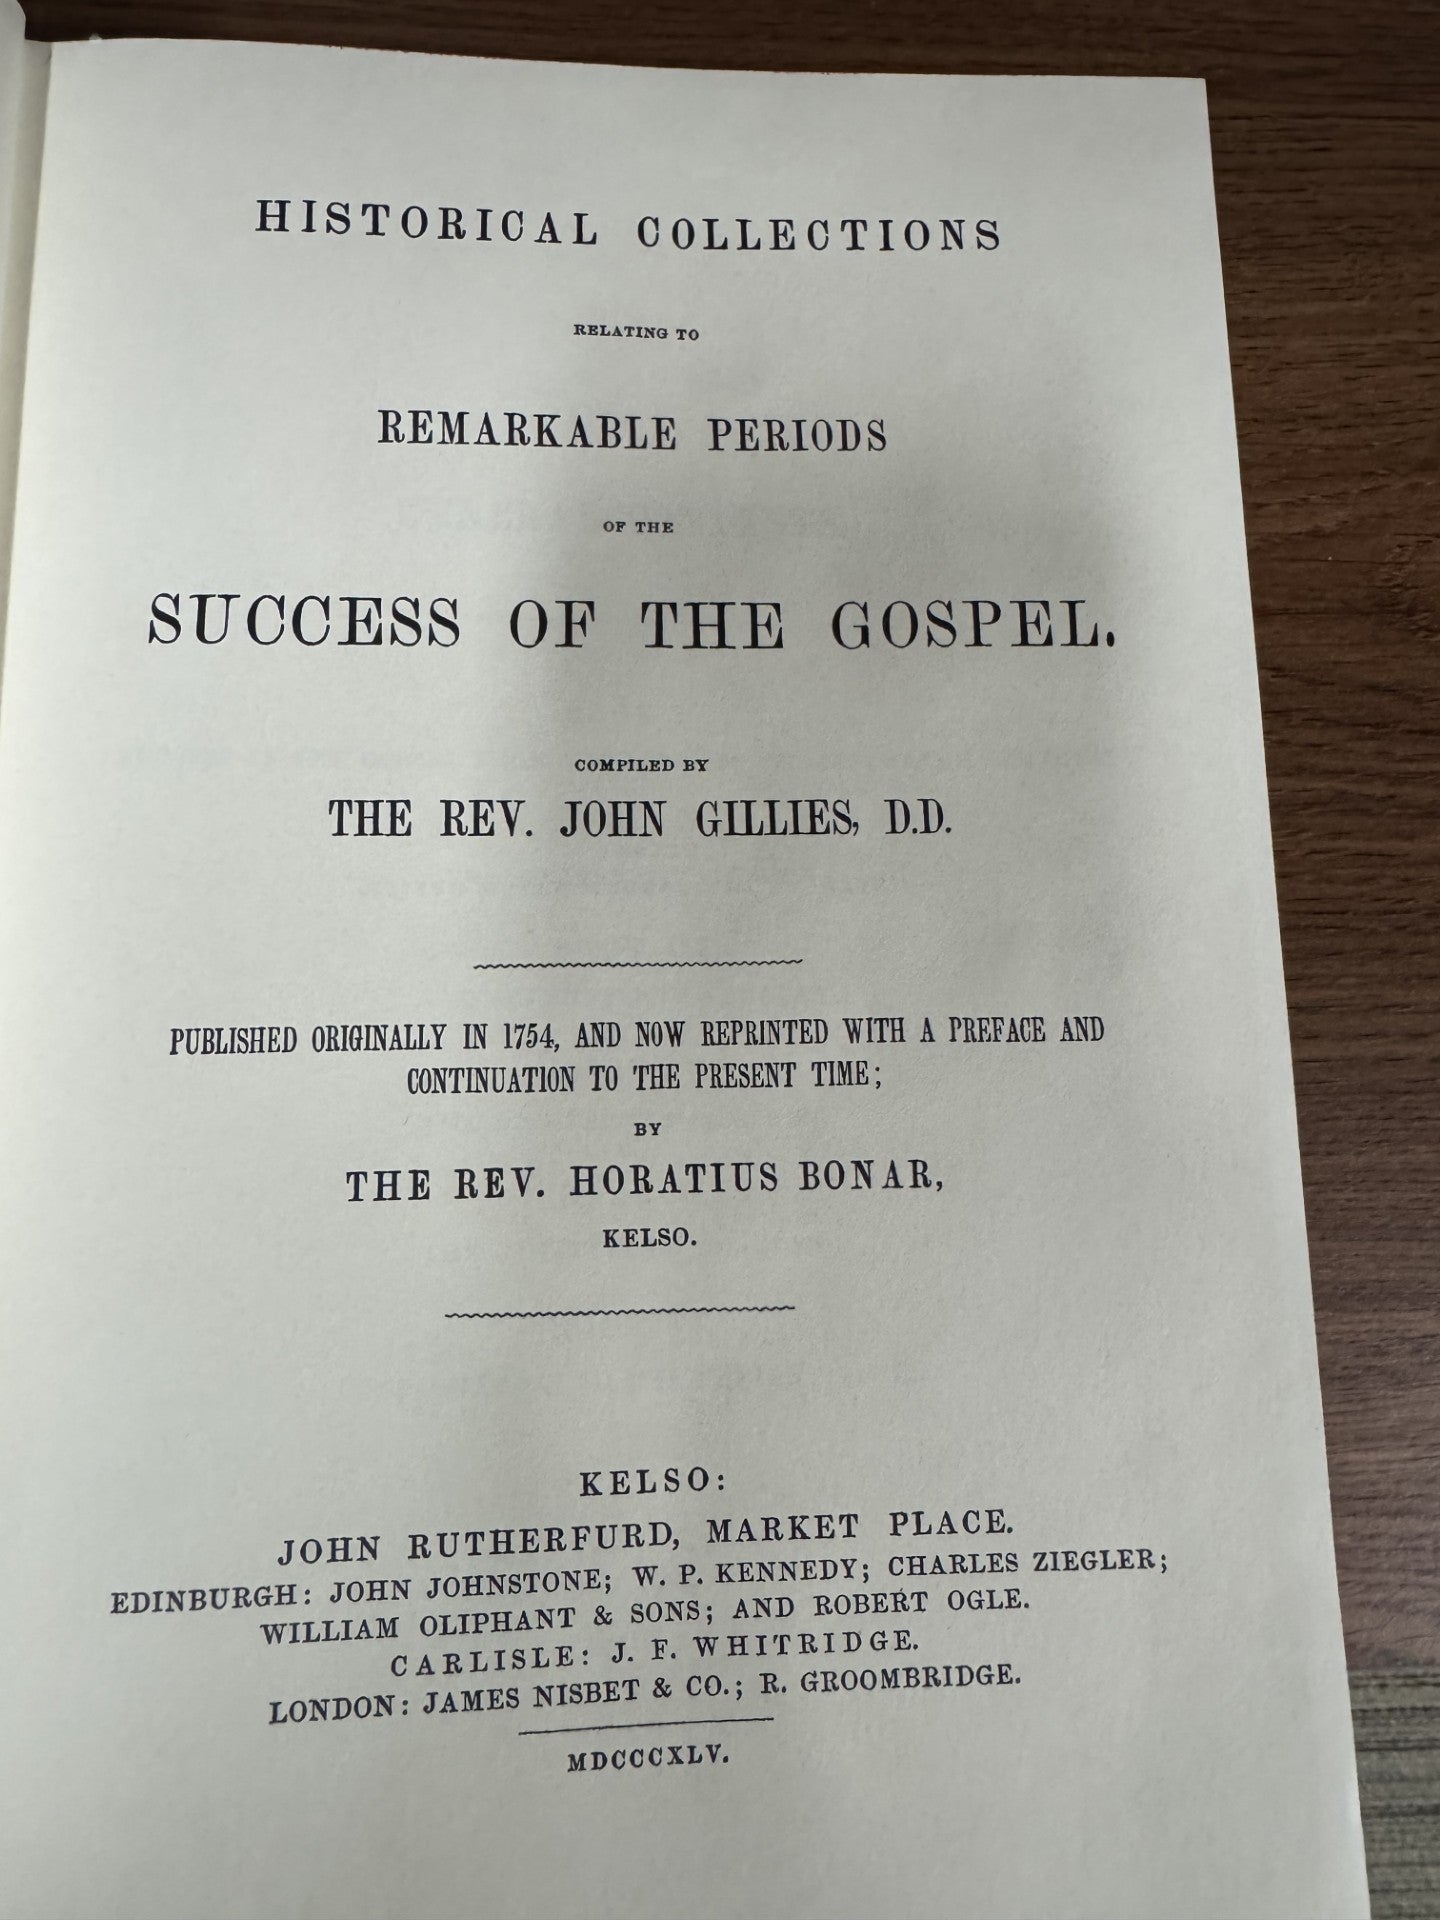 HISTORICAL COLLECTIONS
RELATING TO
REMARKABLE PERIODS
OF THE
SUCCESS OF THE GOSPEL.
COMPILED BY
THE REV. JOHN GILLIES, D.D.
PUBLISHED ORIGINALLY IN 1754, AND NOW REPRINTED WITH A PREFACE AND
CONTINUATION TO THE PRESENT TIME;
BY
THE REV. HORATIUS BONAR,
KELSO.
KELSO:
JOHN RUTHERFURD, MARKET PLACE.
EDINBURGH: JOHN JOHNSTONE; W. P. KENNEDY; CHARLES ZIEGLER;
WILLIAM OLIPHANT & SONS; AND ROBERT OGLE.
CARLISLE: J. F. WHITRIDGE.
LONDON: JAMES NISBET & CO.; R. GROOMBRIDGE.
MDCCCXLV.